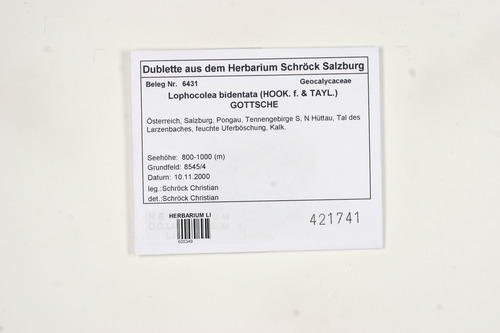 Dublette aus dem Herbarium Schröck Salzburg
Beleg Nr. 6431 Geocalycaceae
Lophocolea bidentata (HOOK. f. & TAYL.)
GOTTSCHE
Österreich, Salzburg, Pongau, Tennengebirge S, N Hüttau, Tal des
Larzenbaches, feuchte Uferböschung, Kalk.
Seehöhe: 800-1000 (m)
Grundfeld: 8545/4
Datum: 10.11.2000
leg.:Schröck Christian
det.:Schröck Christian
HERBARIUM LI
635349
421741